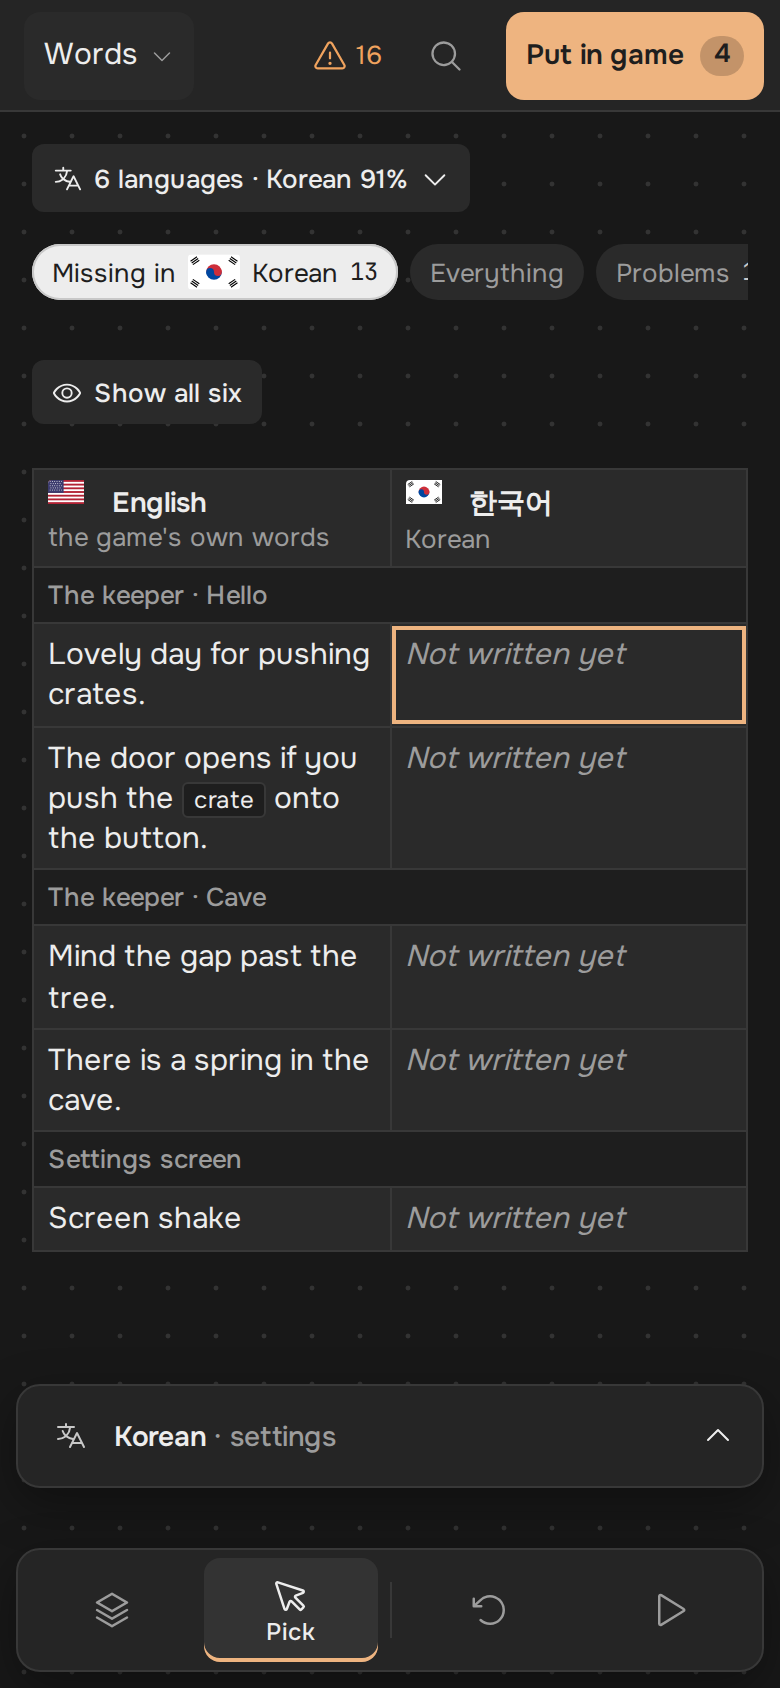 Words
16
Put in game 4
6 languages · Korean 91%
Missing in Korean 13
Everything
Problems
Show all six
English
the game's own words
한국어
Korean
The keeper · Hello
Lovely day for pushing
crates.
Not written yet
The door opens if you
push the crate onto
the button.
Not written yet
The keeper · Cave
Mind the gap past the
tree.
Not written yet
There is a spring in the
cave.
Not written yet
Settings screen
Screen shake
Not written yet
Korean · settings
Pick